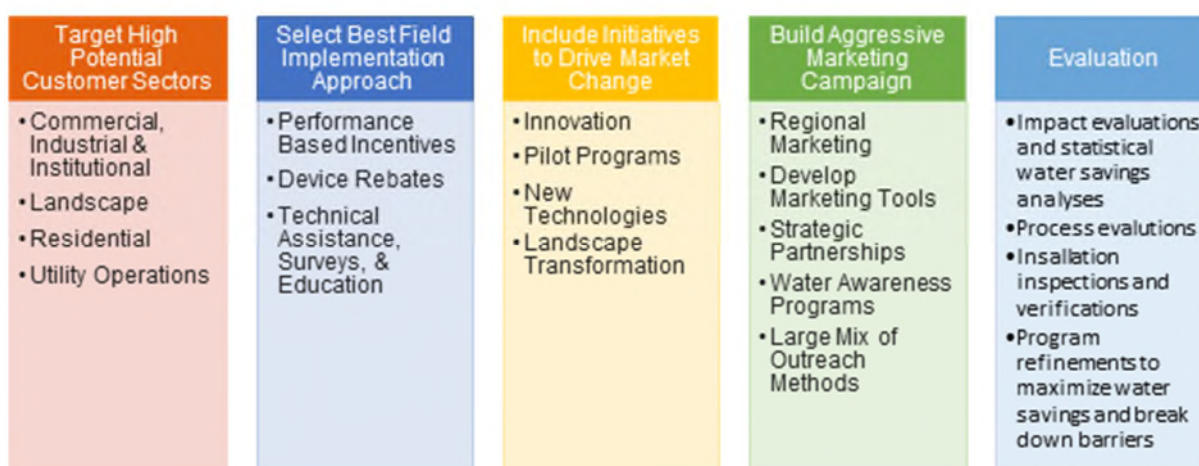 Target High
Potential
Customer Sectors
• Commercial,
Industrial &
Institutional
• Landscape
• Residential
• Utility Operations
Select Best Field
Implementation
Approach
• Performance
Based Incentives
• Device Rebates
• Technical
Assistance,
Surveys, &
Education
Include Initiatives
to Drive Market
Change
• Innovation
• Pilot Programs
• New
Technologies
• Landscape
Transformation
Build Aggressive
Marketing
Campaign
• Regional
Marketing
• Develop
Marketing Tools
• Strategic
Partnerships
• Water Awareness
Programs
• Large Mix of
Outreach
Methods
Evaluation
•Impact evaluations
and statistical
water savings
analyses
•Process evalutions
•Insallation
inspections and
verifications
•Program
refinements to
maximize water
savings and break
down barriers